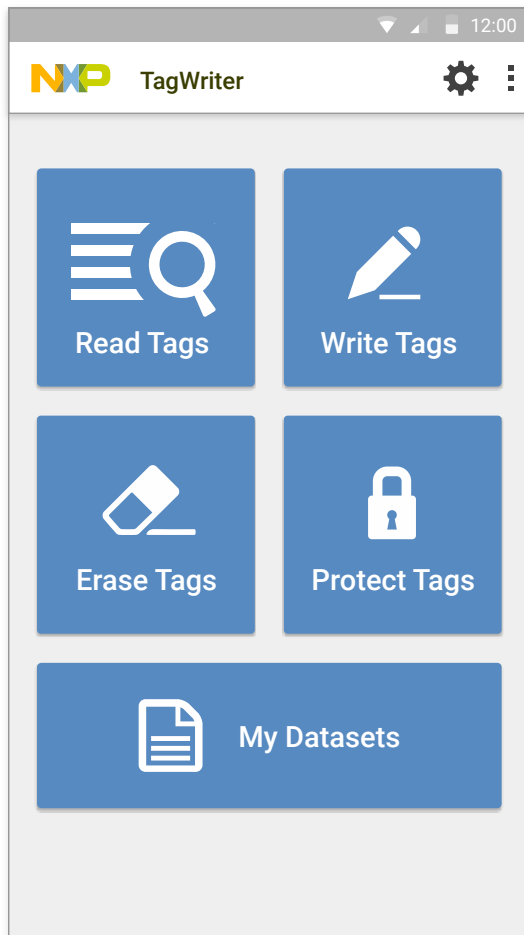 12:00
NXP TagWriter
Read Tags
Write Tags
Erase Tags
Protect Tags
My Datasets